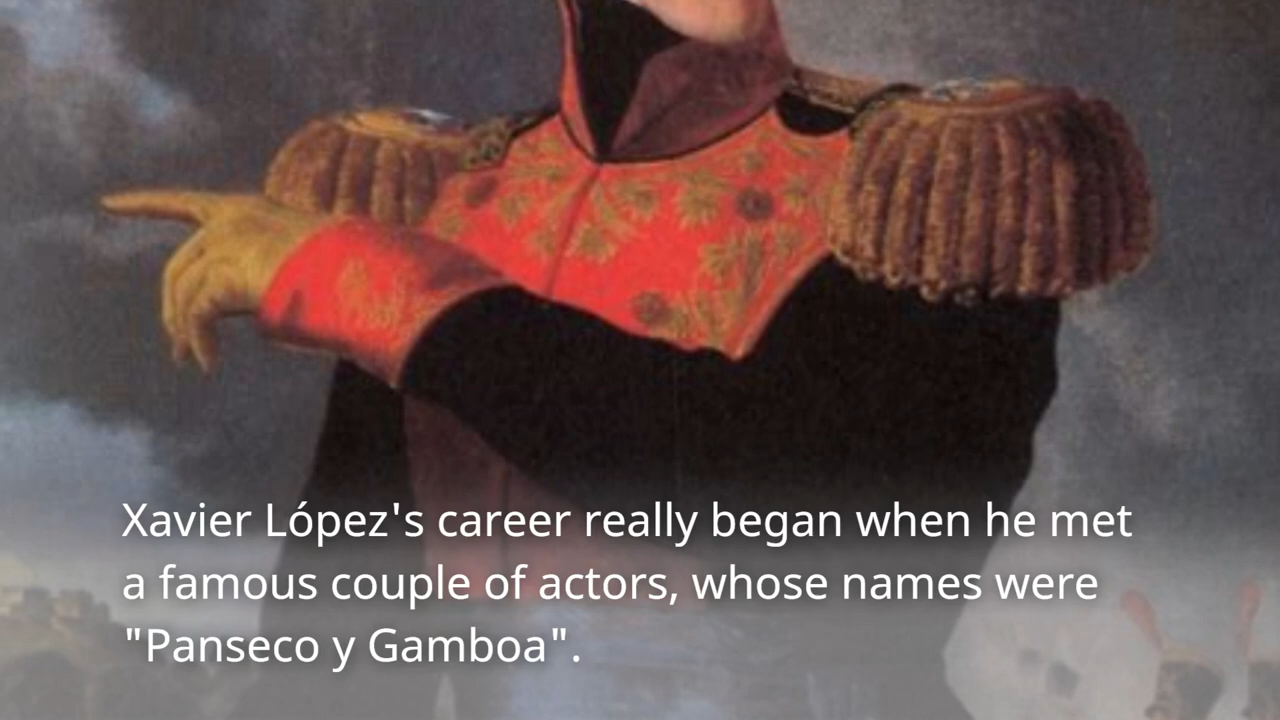 Xavier López's career really began when he met
a famous couple of actors, whose names were
"Panseco y Gamboa".